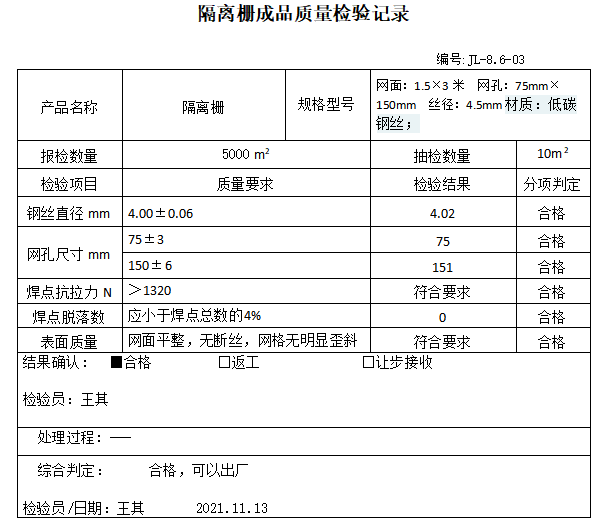 隔离栅成品质量检验记录
编号: JL-8.6-03
产品名称 隔离栅 规格型号 网面：1.5×3 米 网孔：75mm×
150mm 丝径：4.5mm材质：低碳
钢丝；
报检数量 5000 m² 抽检数量 10m²
检验项目 质量要求 检验结果 分项判定
钢丝直径 mm 4.00±0.06 4.02 合格
网孔尺寸 mm 75±3 75 合格
150±6 151 合格
焊点抗拉力 N ＞1320 符合要求 合格
焊点脱落数 应小于焊点总数的4% 0 合格
表面质量 网面平整，无断丝，网格无明显歪斜 符合要求 合格
结果确认： ■合格 □返工 □让步接收
检验员：王其
处理过程：──
综合判定： 合格，可以出厂
检验员/日期：王其 2021.11.13